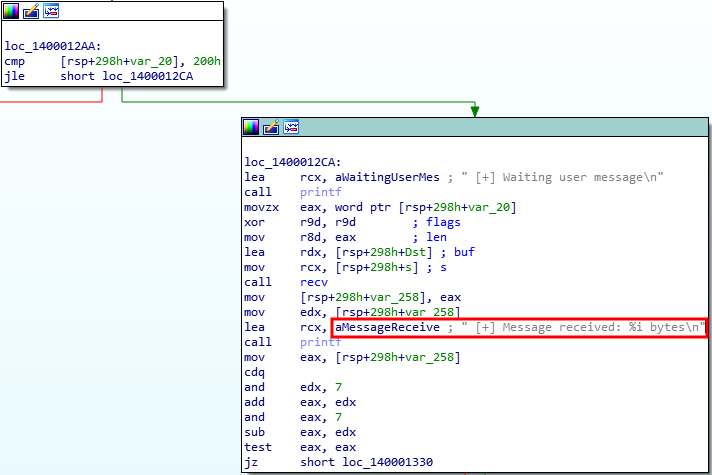 loc_1400012AA:
cmp [rsp+298h+var_20], 200h
jle short loc_1400012CA
loc_1400012CA:
lea rcx, aWaitingUserMes ; " [+] Waiting user message\n"
call printf
movzx eax, word ptr [rsp+298h+var_20]
xor r9d, r9d ; flags
mov r8d, eax ; len
lea rdx, [rsp+298h+Dst] ; buf
mov rcx, [rsp+298h+s] ; s
call recv
mov [rsp+298h+var_258], eax
mov edx, [rsp+298h+var_258]
lea rcx, aMessageReceive ; " [+] Message received: %i bytes\n"
call printf
mov eax, [rsp+298h+var_258]
cdq
and edx, 7
add eax, edx
and eax, 7
sub eax, edx
test eax, eax
jz short loc_140001330